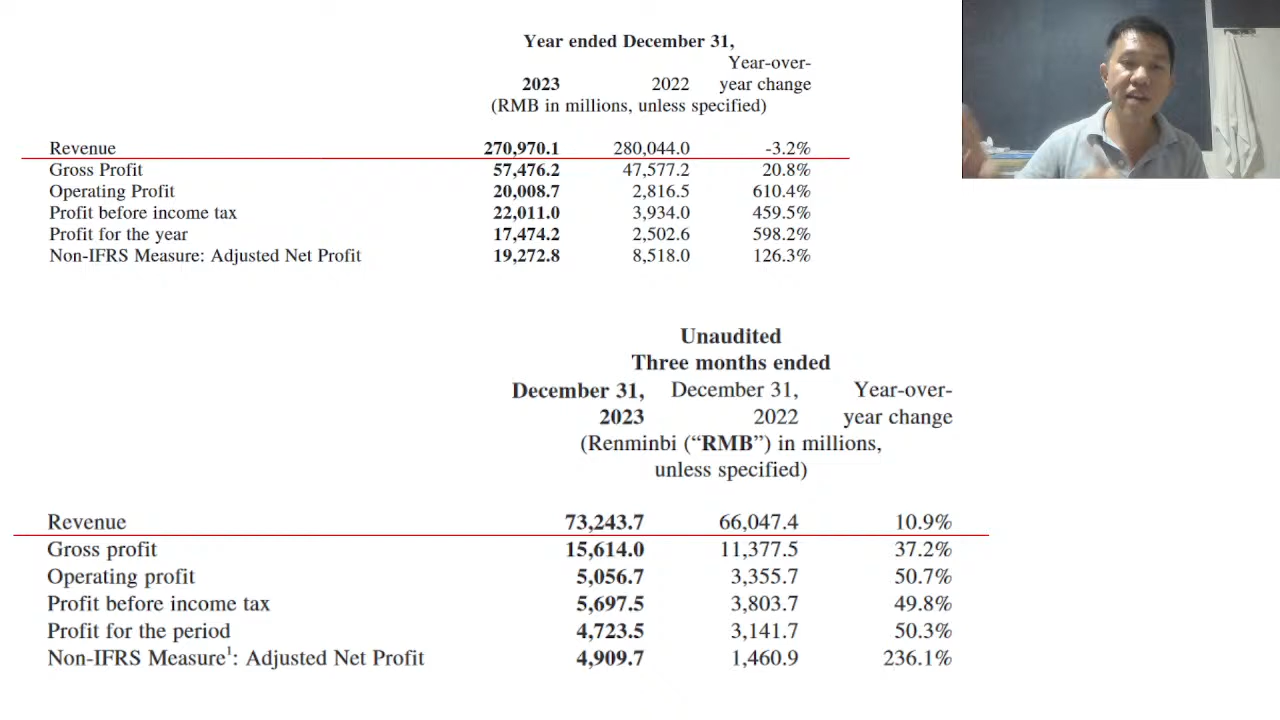 Year ended December 31,
Year-over-
2023 2022 year change
(RMB in millions, unless specified)
Revenue 270,970.1 280,044.0 -3.2%
Gross Profit 57,476.2 47,577.2 20.8%
Operating Profit 20,008.7 2,816.5 610.4%
Profit before income tax 22,011.0 3,934.0 459.5%
Profit for the year 17,474.2 2,502.6 598.2%
Non-IFRS Measure: Adjusted Net Profit 19,272.8 8,518.0 126.3%
Unaudited
Three months ended
December 31, December 31, Year-over-
2023 2022 year change
(Renminbi (“RMB”) in millions,
unless specified)
Revenue 73,243.7 66,047.4 10.9%
Gross profit 15,614.0 11,377.5 37.2%
Operating profit 5,056.7 3,355.7 50.7%
Profit before income tax 5,697.5 3,803.7 49.8%
Profit for the period 4,723.5 3,141.7 50.3%
Non-IFRS Measure¹: Adjusted Net Profit 4,909.7 1,460.9 236.1%